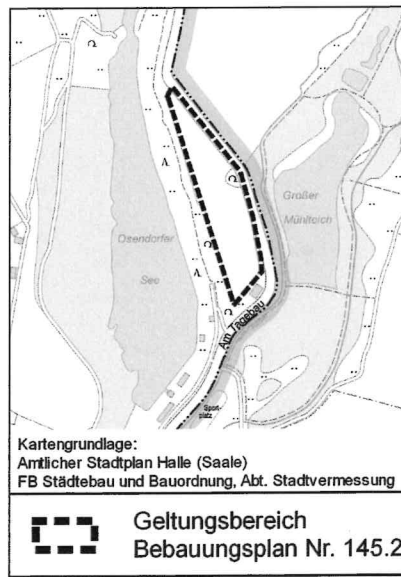 Osendorfer
See
Großer
Mühlteich
Am Tagebau
Sport-
platz
Kartengrundlage:
Amtlicher Stadtplan Halle (Saale)
FB Städtebau und Bauordnung, Abt. Stadtvermessung
Geltungsbereich
Bebauungsplan Nr. 145.2